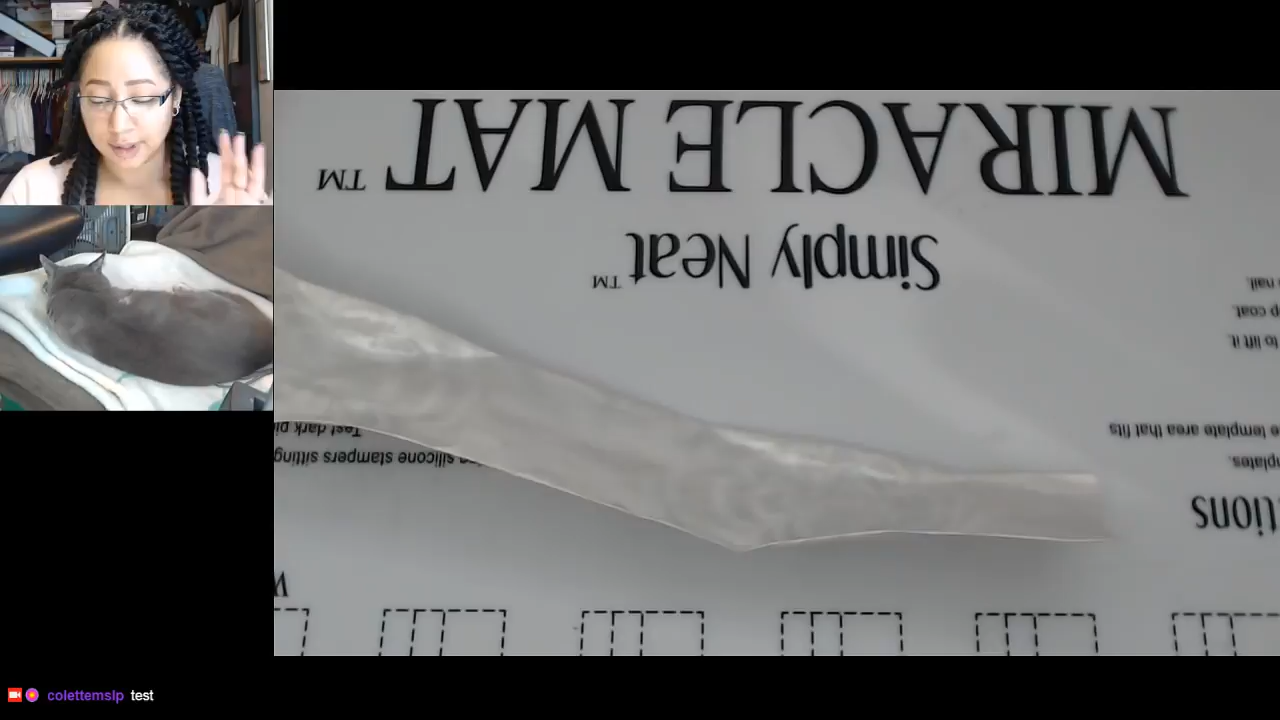 MIRACLE MAT™
Simply Neat™
nail.
coat.
to lift it
template area that fits
plates.
Test dark
silicone stampers sitting
tions
W
colettemslp test